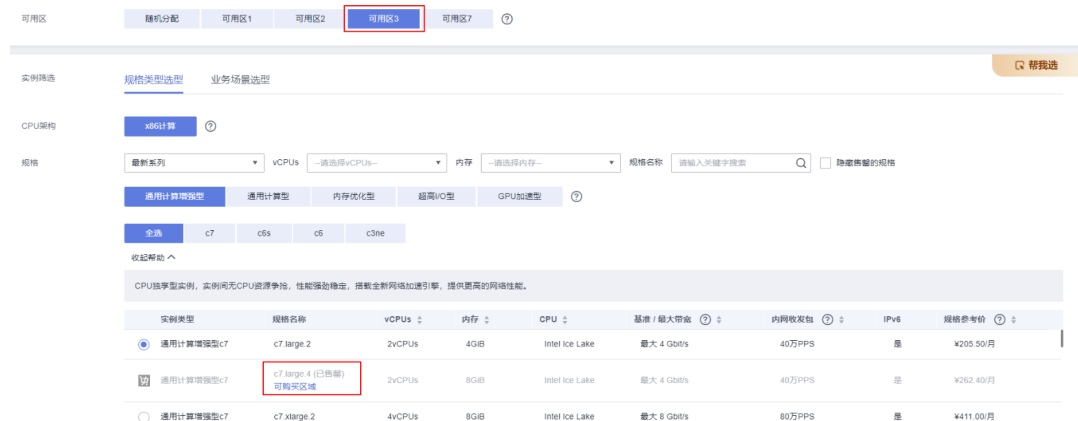 可用区 随机分配 可用区1 可用区2 可用区3 可用区7 ?
帮我选
实例筛选 规格类型选型 业务场景选型
CPU架构 x86计算 ?
规格 最新系列 vCPUs --请选择vCPUs-- 内存 --请选择内存-- 规格名称 请输入关键字搜索 隐藏售罄的规格
通用计算增强型 通用计算型 内存优化型 超高I/O型 GPU加速型 ?
全选 c7 c6s c6 c3ne
收起帮助
CPU独享型实例，实例间无CPU资源争抢，性能强劲稳定，搭载全新网络加速引擎，提供更高的网络性能。
实例类型 规格名称 vCPUs 内存 CPU 基准 / 最大带宽 ? 内网收发包 ? IPv6 规格参考价 ?
通用计算增强型c7 c7.large.2 2vCPUs 4GiB Intel Ice Lake 最大 4 Gbit/s 40万PPS 是 ¥205.50/月
通用计算增强型c7 c7.large.4 (已售罄) 2vCPUs 8GiB Intel Ice Lake 最大 4 Gbit/s 40万PPS 是 ¥262.40/月
可购买区域
通用计算增强型c7 c7.xlarge.2 4vCPUs 8GiB Intel Ice Lake 最大 8 Gbit/s 80万PPS 是 ¥411.00/月